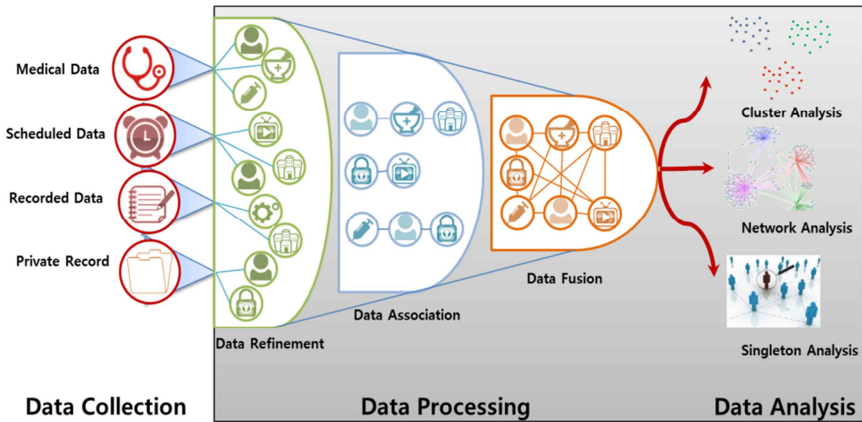 Medical Data
Scheduled Data
Recorded Data
Private Record
Data Refinement
Data Association
Data Fusion
Cluster Analysis
Network Analysis
Singleton Analysis
Data Collection
Data Processing
Data Analysis